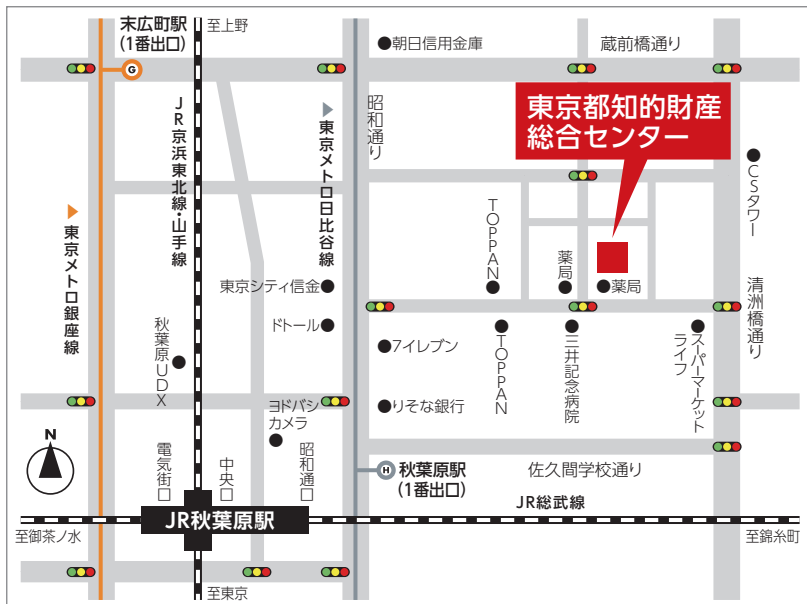 末広町駅
(1番出口)
至上野
朝日信用金庫
蔵前橋通り
G
JR京浜東北線・山手線
東京メトロ日比谷線
昭和通り
東京都知的財産
総合センター
CSタワー
東京メトロ銀座線
TOPPAN
薬局
薬局
東京シティ信金
清洲橋通り
ドトール
秋葉原UDX
7イレブン
TOPPAN
三井記念病院
スーパーマーケット
ライフ
ヨドバシ
カメラ
りそな銀行
N
電気街口
中央口
昭和通口
H
秋葉原駅
(1番出口)
佐久間学校通り
JR総武線
JR秋葉原駅
至御茶ノ水
至錦糸町
至東京